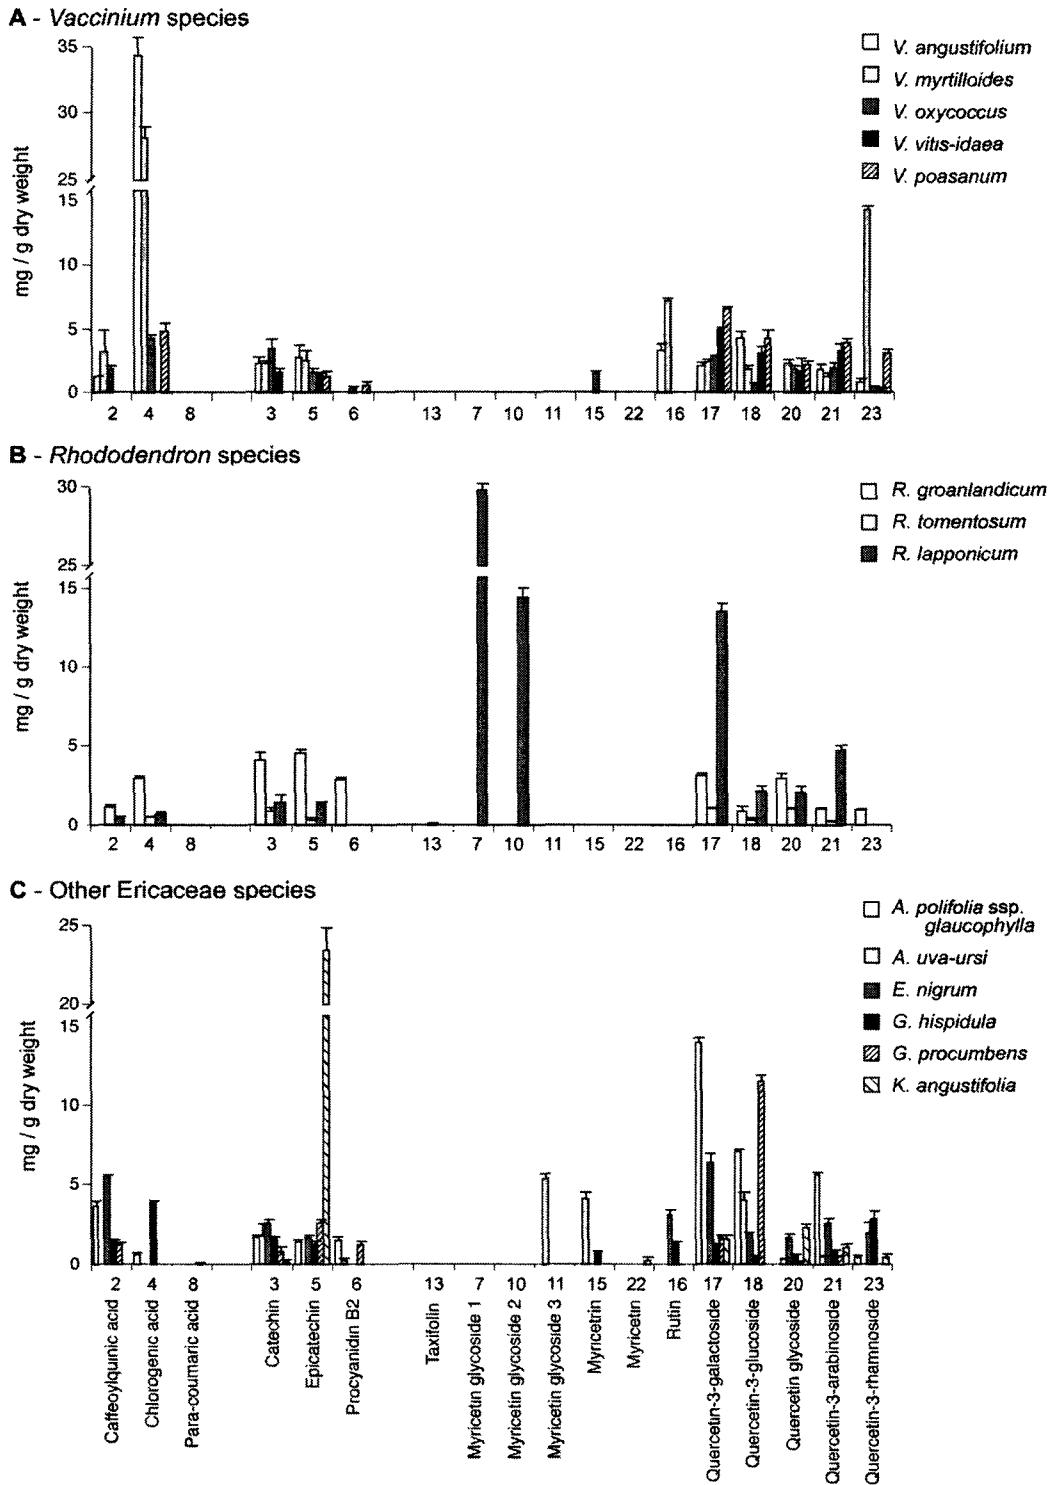 A - Vaccinium species
35
30
25
15
10
5
0
mg / g dry weight
V. angustifolium
V. myrtilloides
V. oxycoccus
V. vitis-idaea
V. poasanum
2 4 8 3 5 6 13 7 10 11 15 22 16 17 18 20 21 23
B - Rhododendron species
30
25
15
10
5
0
mg / g dry weight
R. groanlandicum
R. tomentosum
R. lapponicum
2 4 8 3 5 6 13 7 10 11 15 22 16 17 18 20 21 23
C - Other Ericaceae species
25
20
15
10
5
0
mg / g dry weight
A. polifolia ssp.
glaucophylla
A. uva-ursi
E. nigrum
G. hispidula
G. procumbens
K. angustifolia
2 4 8 3 5 6 13 7 10 11 15 22 16 17 18 20 21 23
Caffeoylquinic acid
Chlorogenic acid
Para-coumaric acid
Catechin
Epicatechin
Procyanidin B2
Taxifolin
Myricetin glycoside 1
Myricetin glycoside 2
Myricetin glycoside 3
Myricetrin
Myricetin
Rutin
Quercetin-3-galactoside
Quercetin-3-glucoside
Quercetin glycoside
Quercetin-3-arabinoside
Quercetin-3-rhamnoside